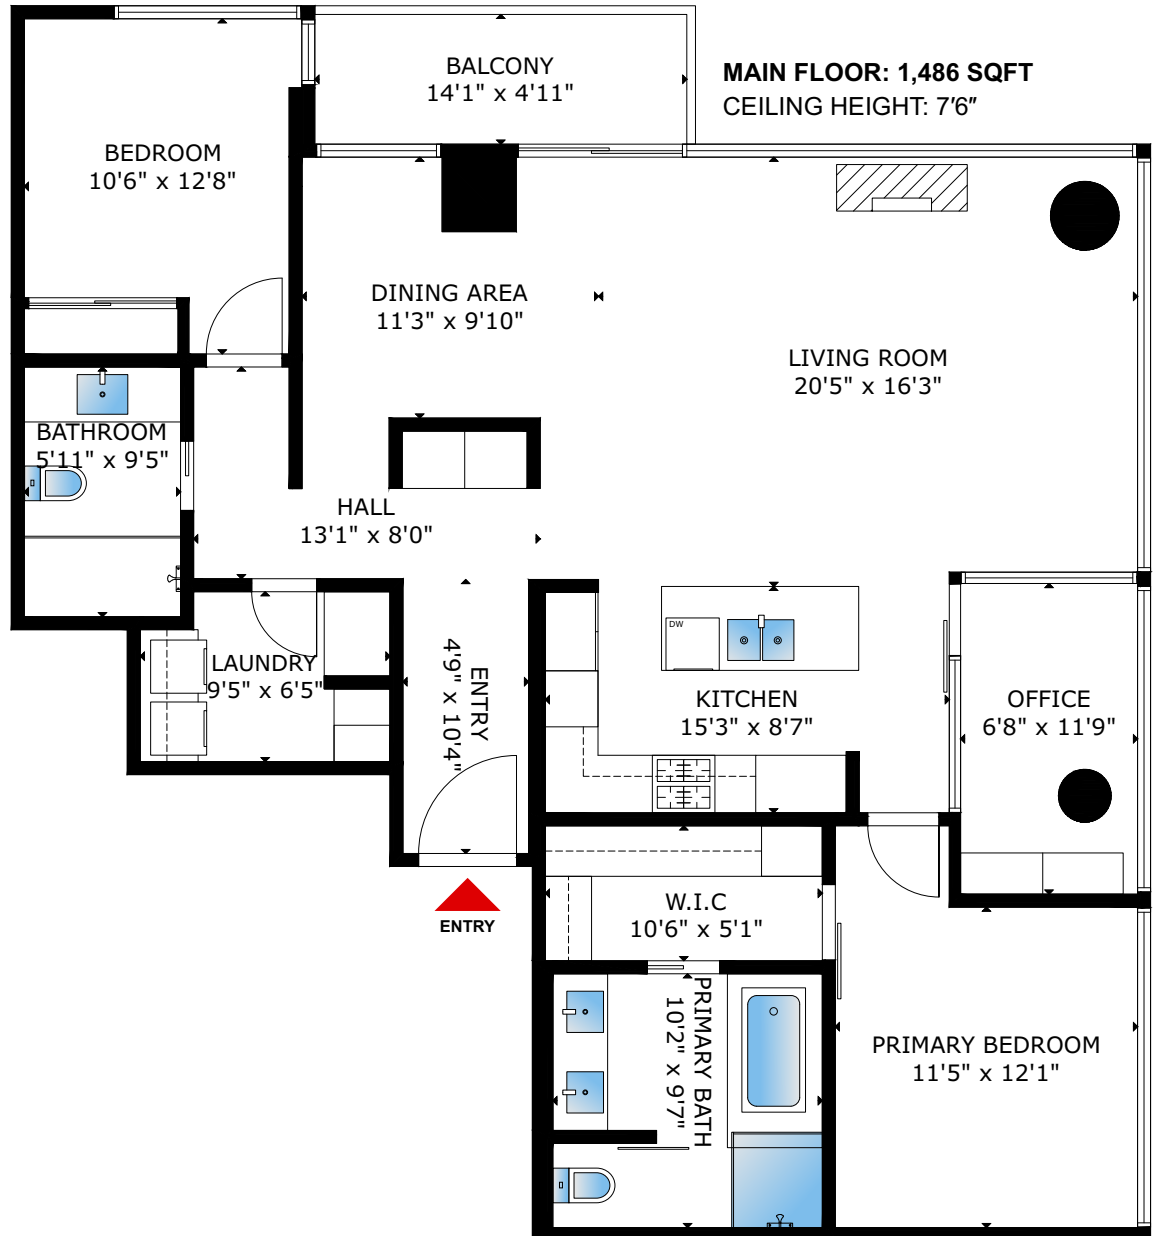 BALCONY
14'1" x 4'11"
MAIN FLOOR: 1,486 SQFT
CEILING HEIGHT: 7'6"
BEDROOM
10'6" x 12'8"
DINING AREA
11'3" x 9'10"
LIVING ROOM
20'5" x 16'3"
BATHROOM
5'11" x 9'5"
HALL
13'1" x 8'0"
LAUNDRY
9'5" x 6'5"
ENTRY
4'9" x 10'4"
DW
KITCHEN
15'3" x 8'7"
OFFICE
6'8" x 11'9"
ENTRY
W.I.C
10'6" x 5'1"
PRIMARY BATH
10'2" x 9'7"
PRIMARY BEDROOM
11'5" x 12'1"